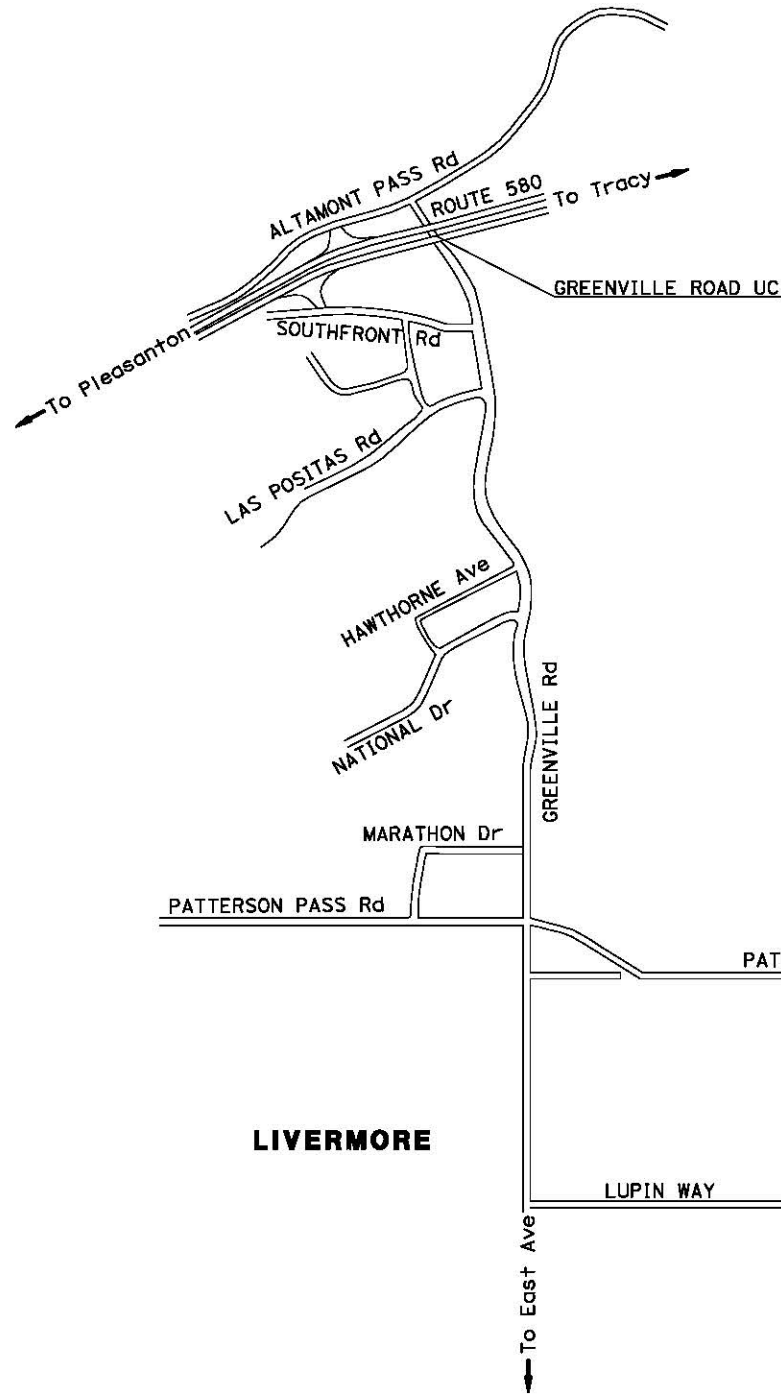 ALTAMONT PASS Rd
ROUTE 580
To Tracy
GREENVILLE ROAD UC
To Pleasanton
SOUTHFRONT Rd
LAS POSITAS Rd
HAWTHORNE Ave
NATIONAL Dr
GREENVILLE Rd
MARATHON Dr
PATTERSON PASS Rd
PAT
LIVERMORE
LUPIN WAY
To East Ave